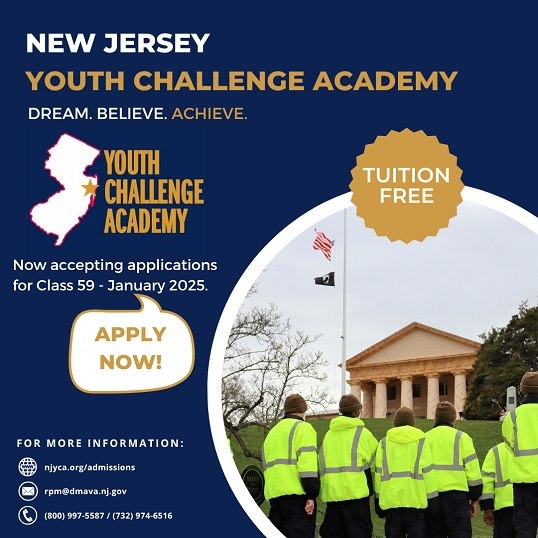 NEW JERSEY
YOUTH CHALLENGE ACADEMY
DREAM. BELIEVE. ACHIEVE.
YOUTH
CHALLENGE
ACADEMY
TUITION
FREE
Now accepting applications
for Class 59 - January 2025.
APPLY
NOW!
FOR MORE INFORMATION:
njyca.org/admissions
rpm@dmava.nj.gov
(800) 997-5587 / (732) 974-6516